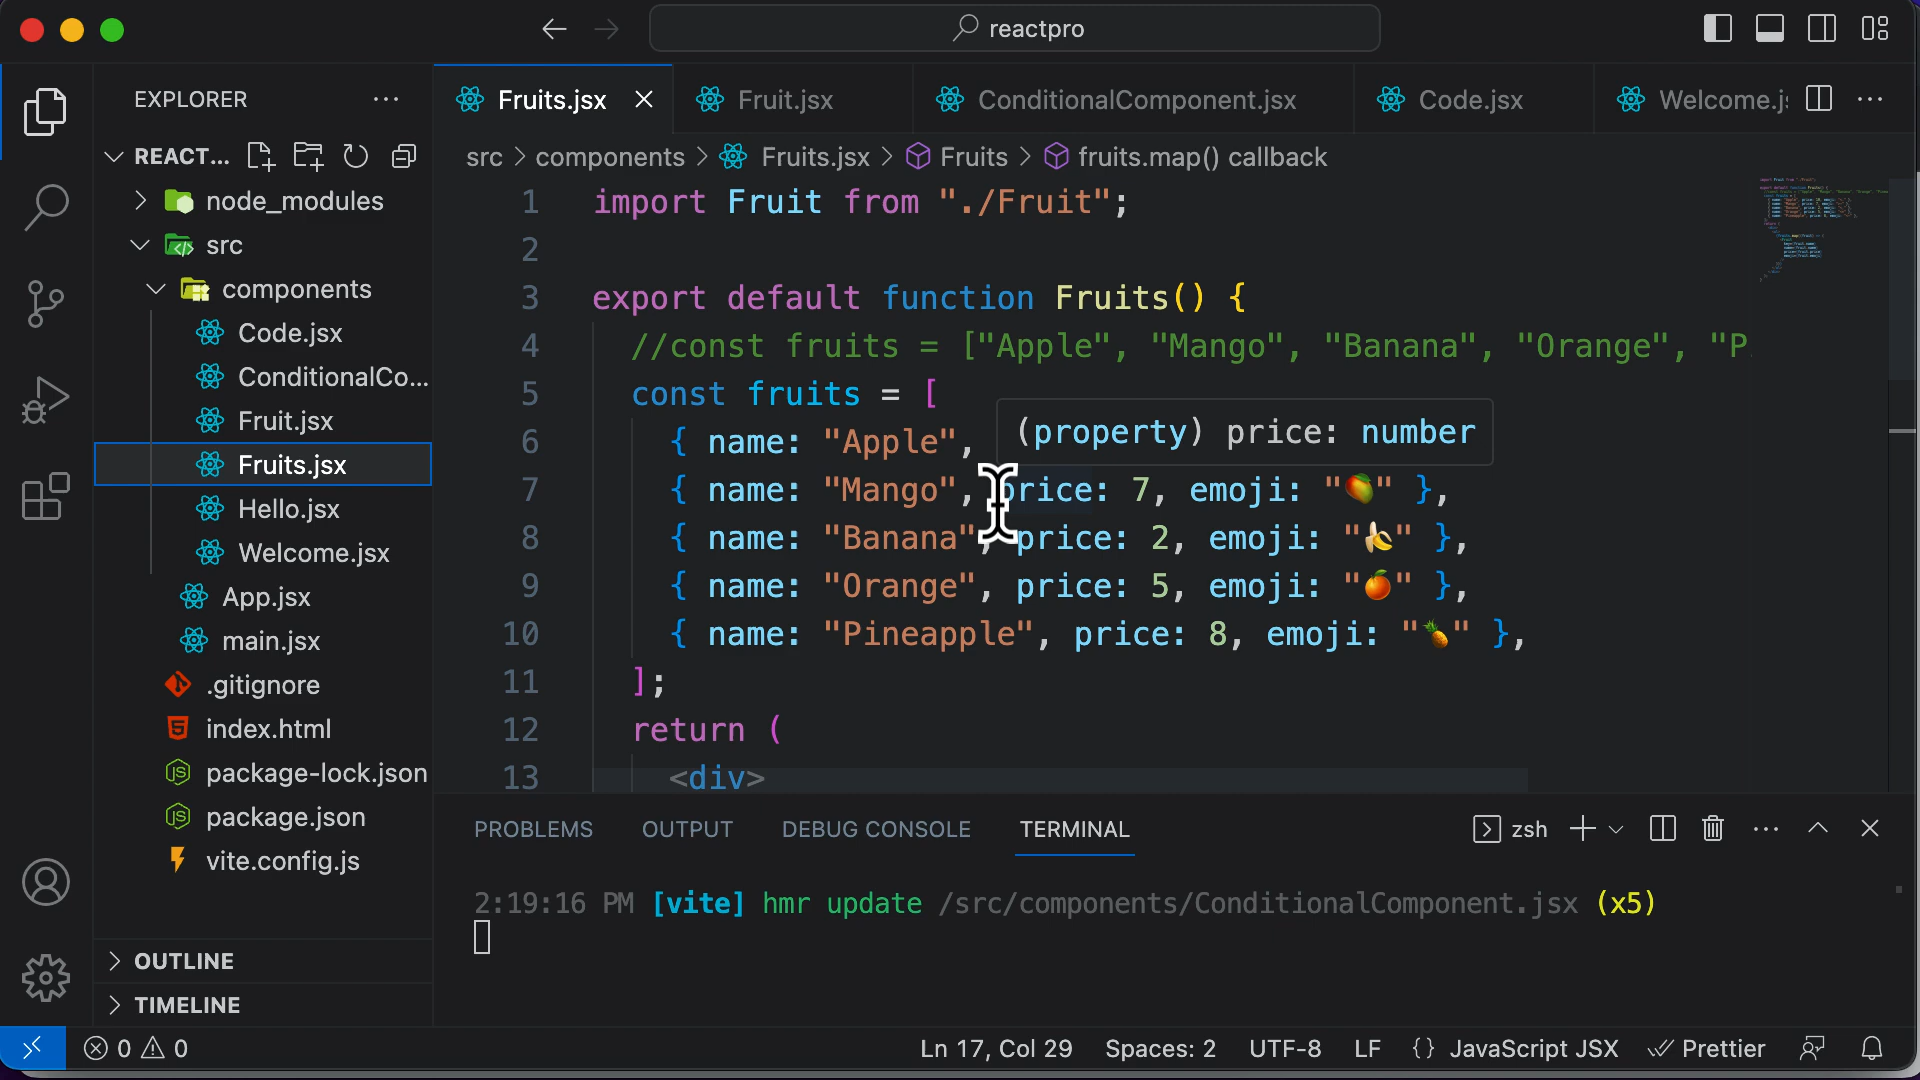 reactpro
EXPLORER
Fruits.jsx
Fruit.jsx
ConditionalComponent.jsx
Code.jsx
Welcome.j
REACT...
src > components > Fruits.jsx > Fruits > fruits.map() callback
node_modules
src
components
Code.jsx
ConditionalCo...
Fruit.jsx
Fruits.jsx
Hello.jsx
Welcome.jsx
App.jsx
main.jsx
.gitignore
index.html
package-lock.json
package.json
vite.config.js
OUTLINE
TIMELINE
1 import Fruit from "./Fruit";
2
3 export default function Fruits() {
4 //const fruits = ["Apple", "Mango", "Banana", "Orange", "P
5 const fruits = [
(property) price: number
6 { name: "Apple",
7 { name: "Mango", price: 7, emoji: "🥭" },
8 { name: "Banana", price: 2, emoji: "🍌" },
9 { name: "Orange", price: 5, emoji: "🍊" },
10 { name: "Pineapple", price: 8, emoji: "🍍" },
11 ];
12 return (
13 <div>
PROBLEMS OUTPUT DEBUG CONSOLE TERMINAL
zsh
2:19:16 PM [vite] hmr update /src/components/ConditionalComponent.jsx (x5)
0 0
Ln 17, Col 29 Spaces: 2 UTF-8 LF {} JavaScript JSX Prettier